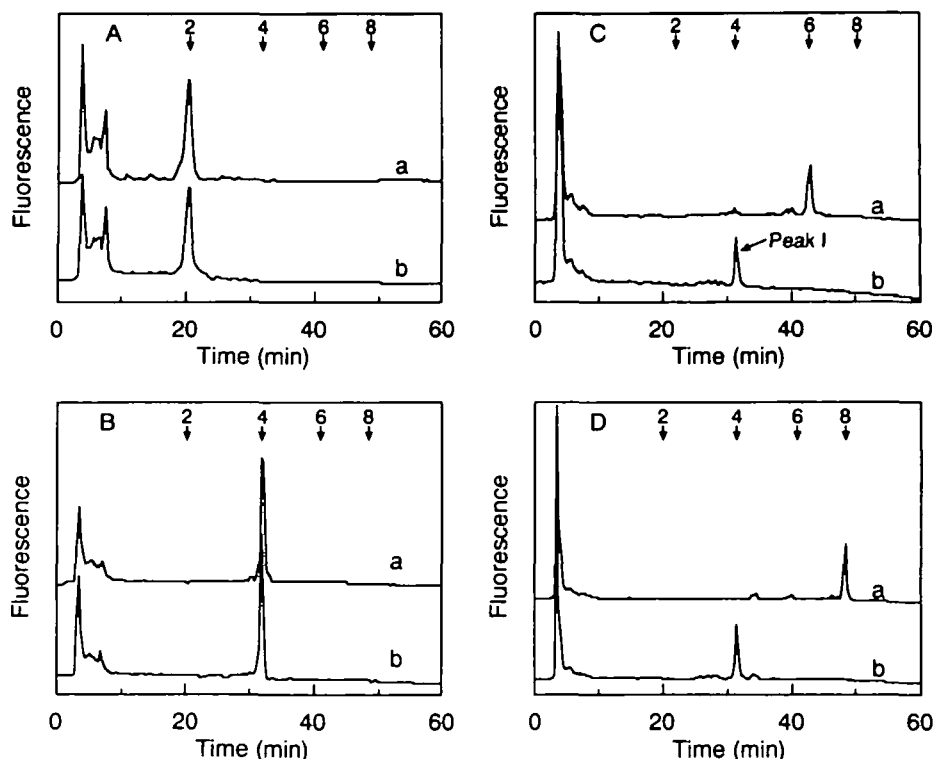 A
2 4 6 8
a
b
Fluorescence
0 20 40 60
Time (min)
C
2 4 6 8
a
Peak I
b
Fluorescence
0 20 40 60
Time (min)
B
2 4 6 8
a
b
Fluorescence
0 20 40 60
Time (min)
D
2 4 6 8
a
b
Fluorescence
0 20 40 60
Time (min)